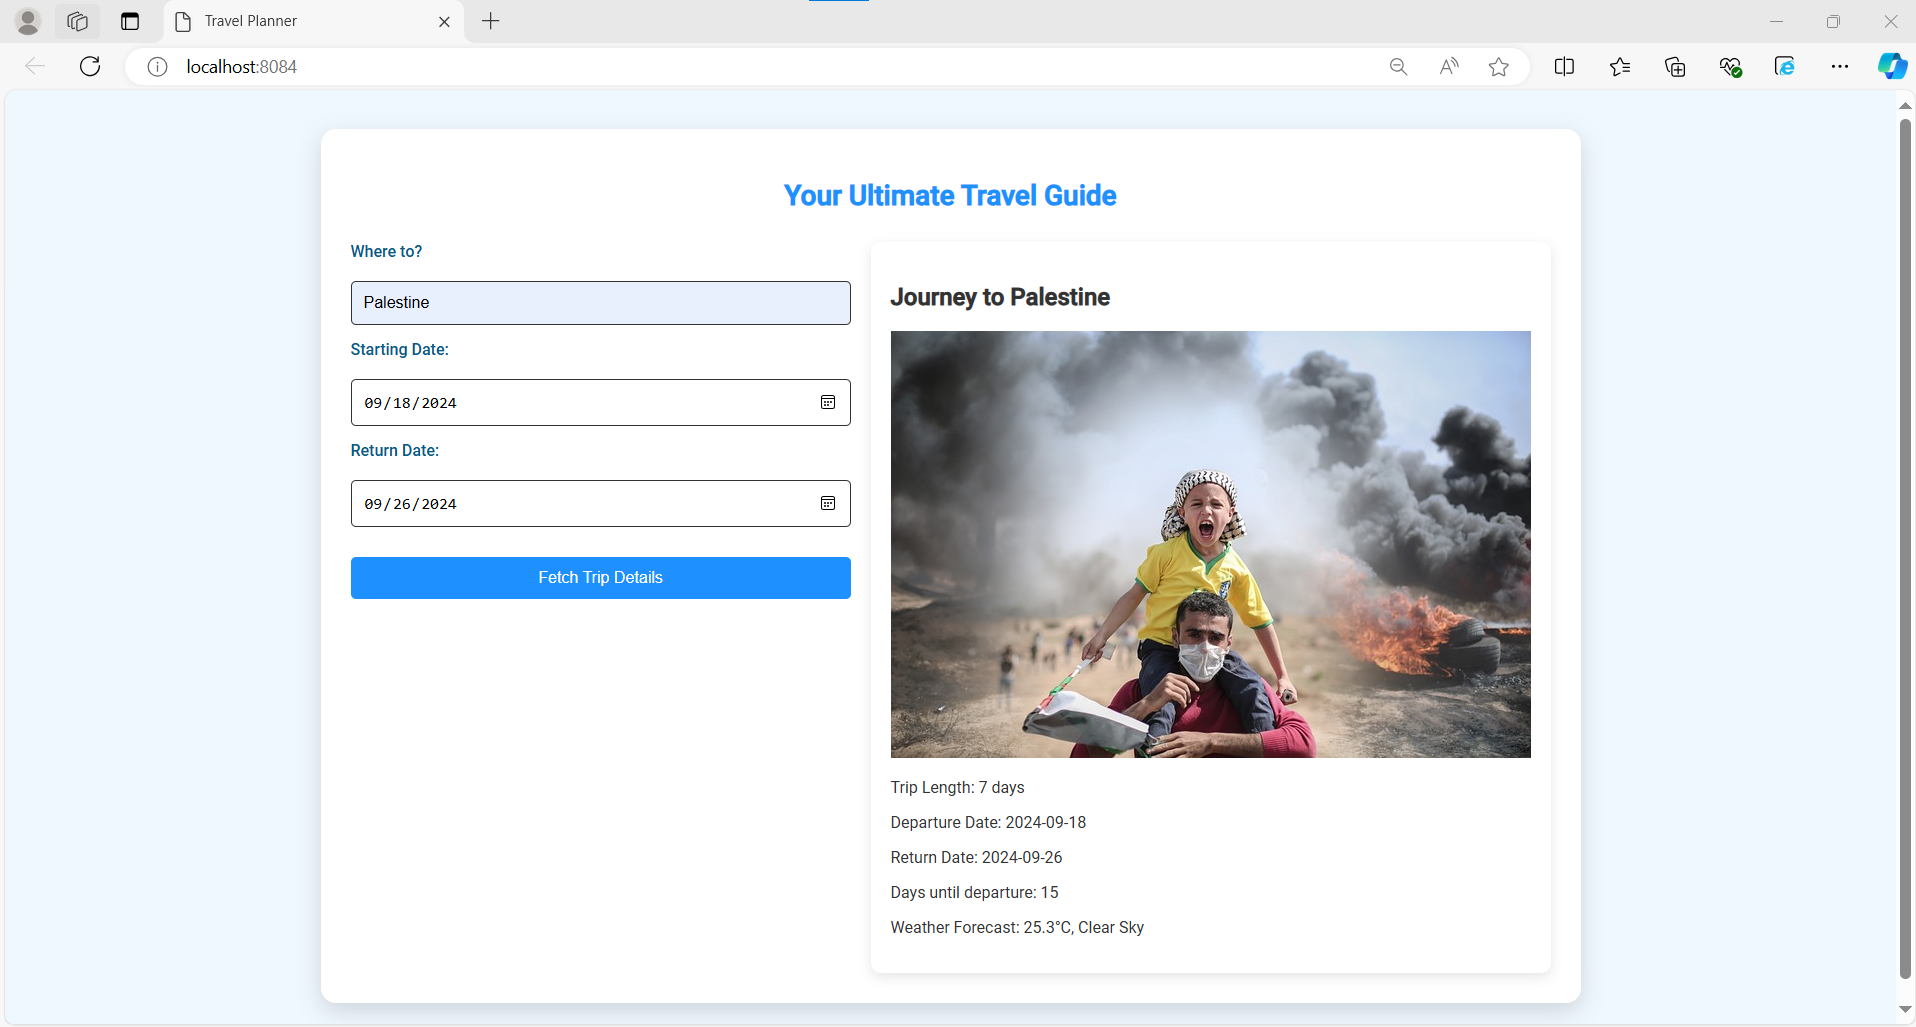 Travel Planner
localhost:8084
Your Ultimate Travel Guide
Where to?
Palestine
Starting Date:
09/18/2024
Return Date:
09/26/2024
Fetch Trip Details
Journey to Palestine
Trip Length: 7 days
Departure Date: 2024-09-18
Return Date: 2024-09-26
Days until departure: 15
Weather Forecast: 25.3°C, Clear Sky